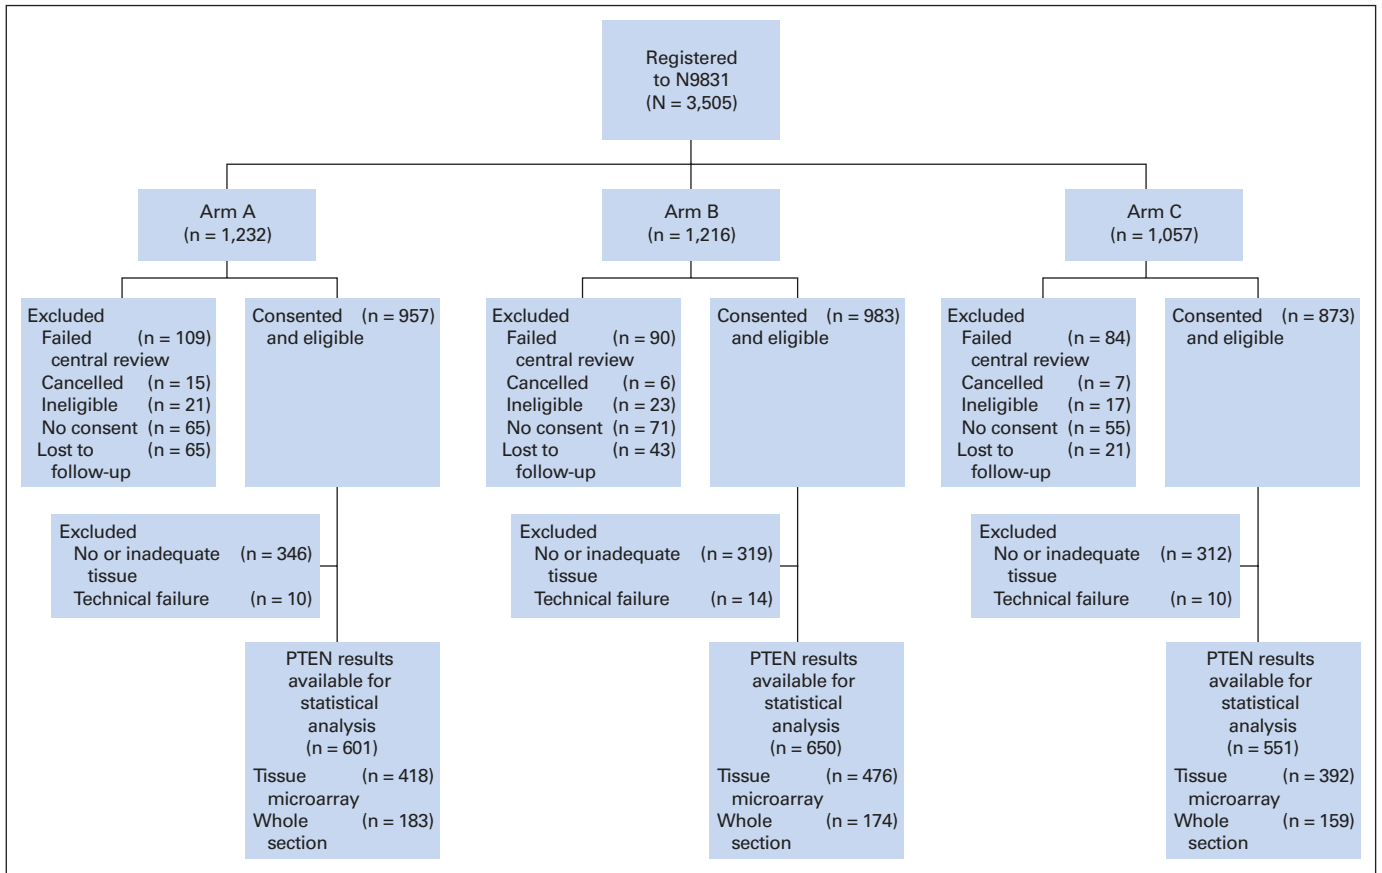 Registered
to N9831
(N = 3,505)
Arm A
(n = 1,232)
Arm B
(n = 1,216)
Arm C
(n = 1,057)
Excluded
Failed (n = 109)
central review
Cancelled (n = 15)
Ineligible (n = 21)
No consent (n = 65)
Lost to (n = 65)
follow-up
Consented (n = 957)
and eligible
Excluded
Failed (n = 90)
central review
Cancelled (n = 6)
Ineligible (n = 23)
No consent (n = 71)
Lost to (n = 43)
follow-up
Consented (n = 983)
and eligible
Excluded
Failed (n = 84)
central review
Cancelled (n = 7)
Ineligible (n = 17)
No consent (n = 55)
Lost to (n = 21)
follow-up
Consented (n = 873)
and eligible
Excluded
No or inadequate (n = 346)
tissue
Technical failure (n = 10)
Excluded
No or inadequate (n = 319)
tissue
Technical failure (n = 14)
Excluded
No or inadequate (n = 312)
tissue
Technical failure (n = 10)
PTEN results
available for
statistical
analysis
(n = 601)
Tissue (n = 418)
microarray
Whole (n = 183)
section
PTEN results
available for
statistical
analysis
(n = 650)
Tissue (n = 476)
microarray
Whole (n = 174)
section
PTEN results
available for
statistical
analysis
(n = 551)
Tissue (n = 392)
microarray
Whole (n = 159)
section